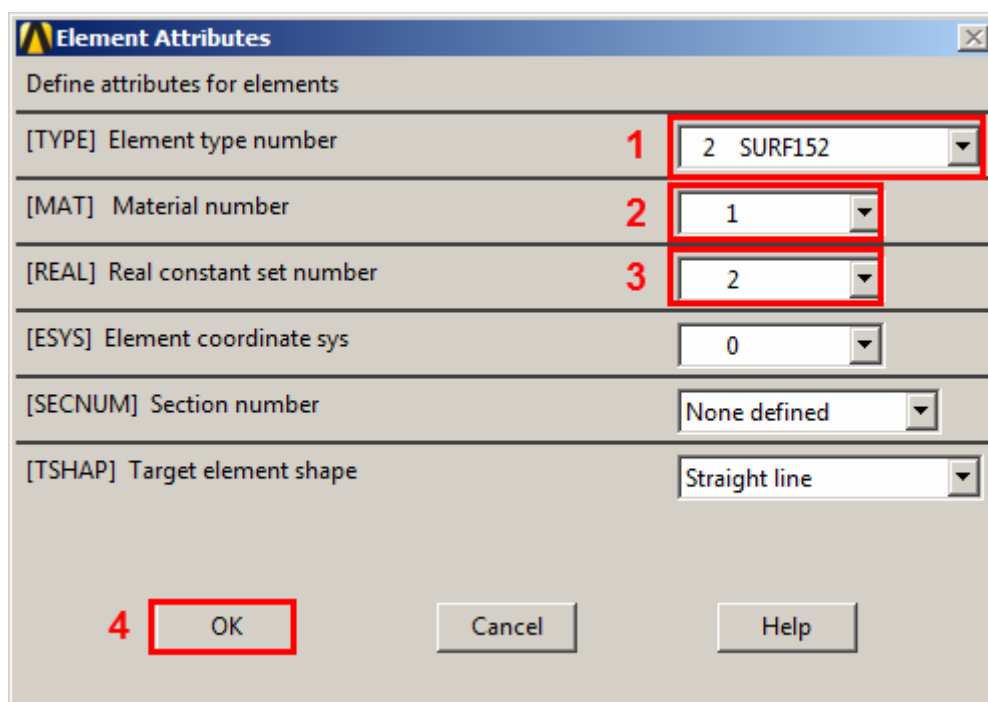 Element Attributes
Define attributes for elements
[TYPE] Element type number 1 2 SURF152
[MAT] Material number 2 1
[REAL] Real constant set number 3 2
[ESYS] Element coordinate sys 0
[SECNUM] Section number None defined
[TSHAP] Target element shape Straight line
4 OK Cancel Help